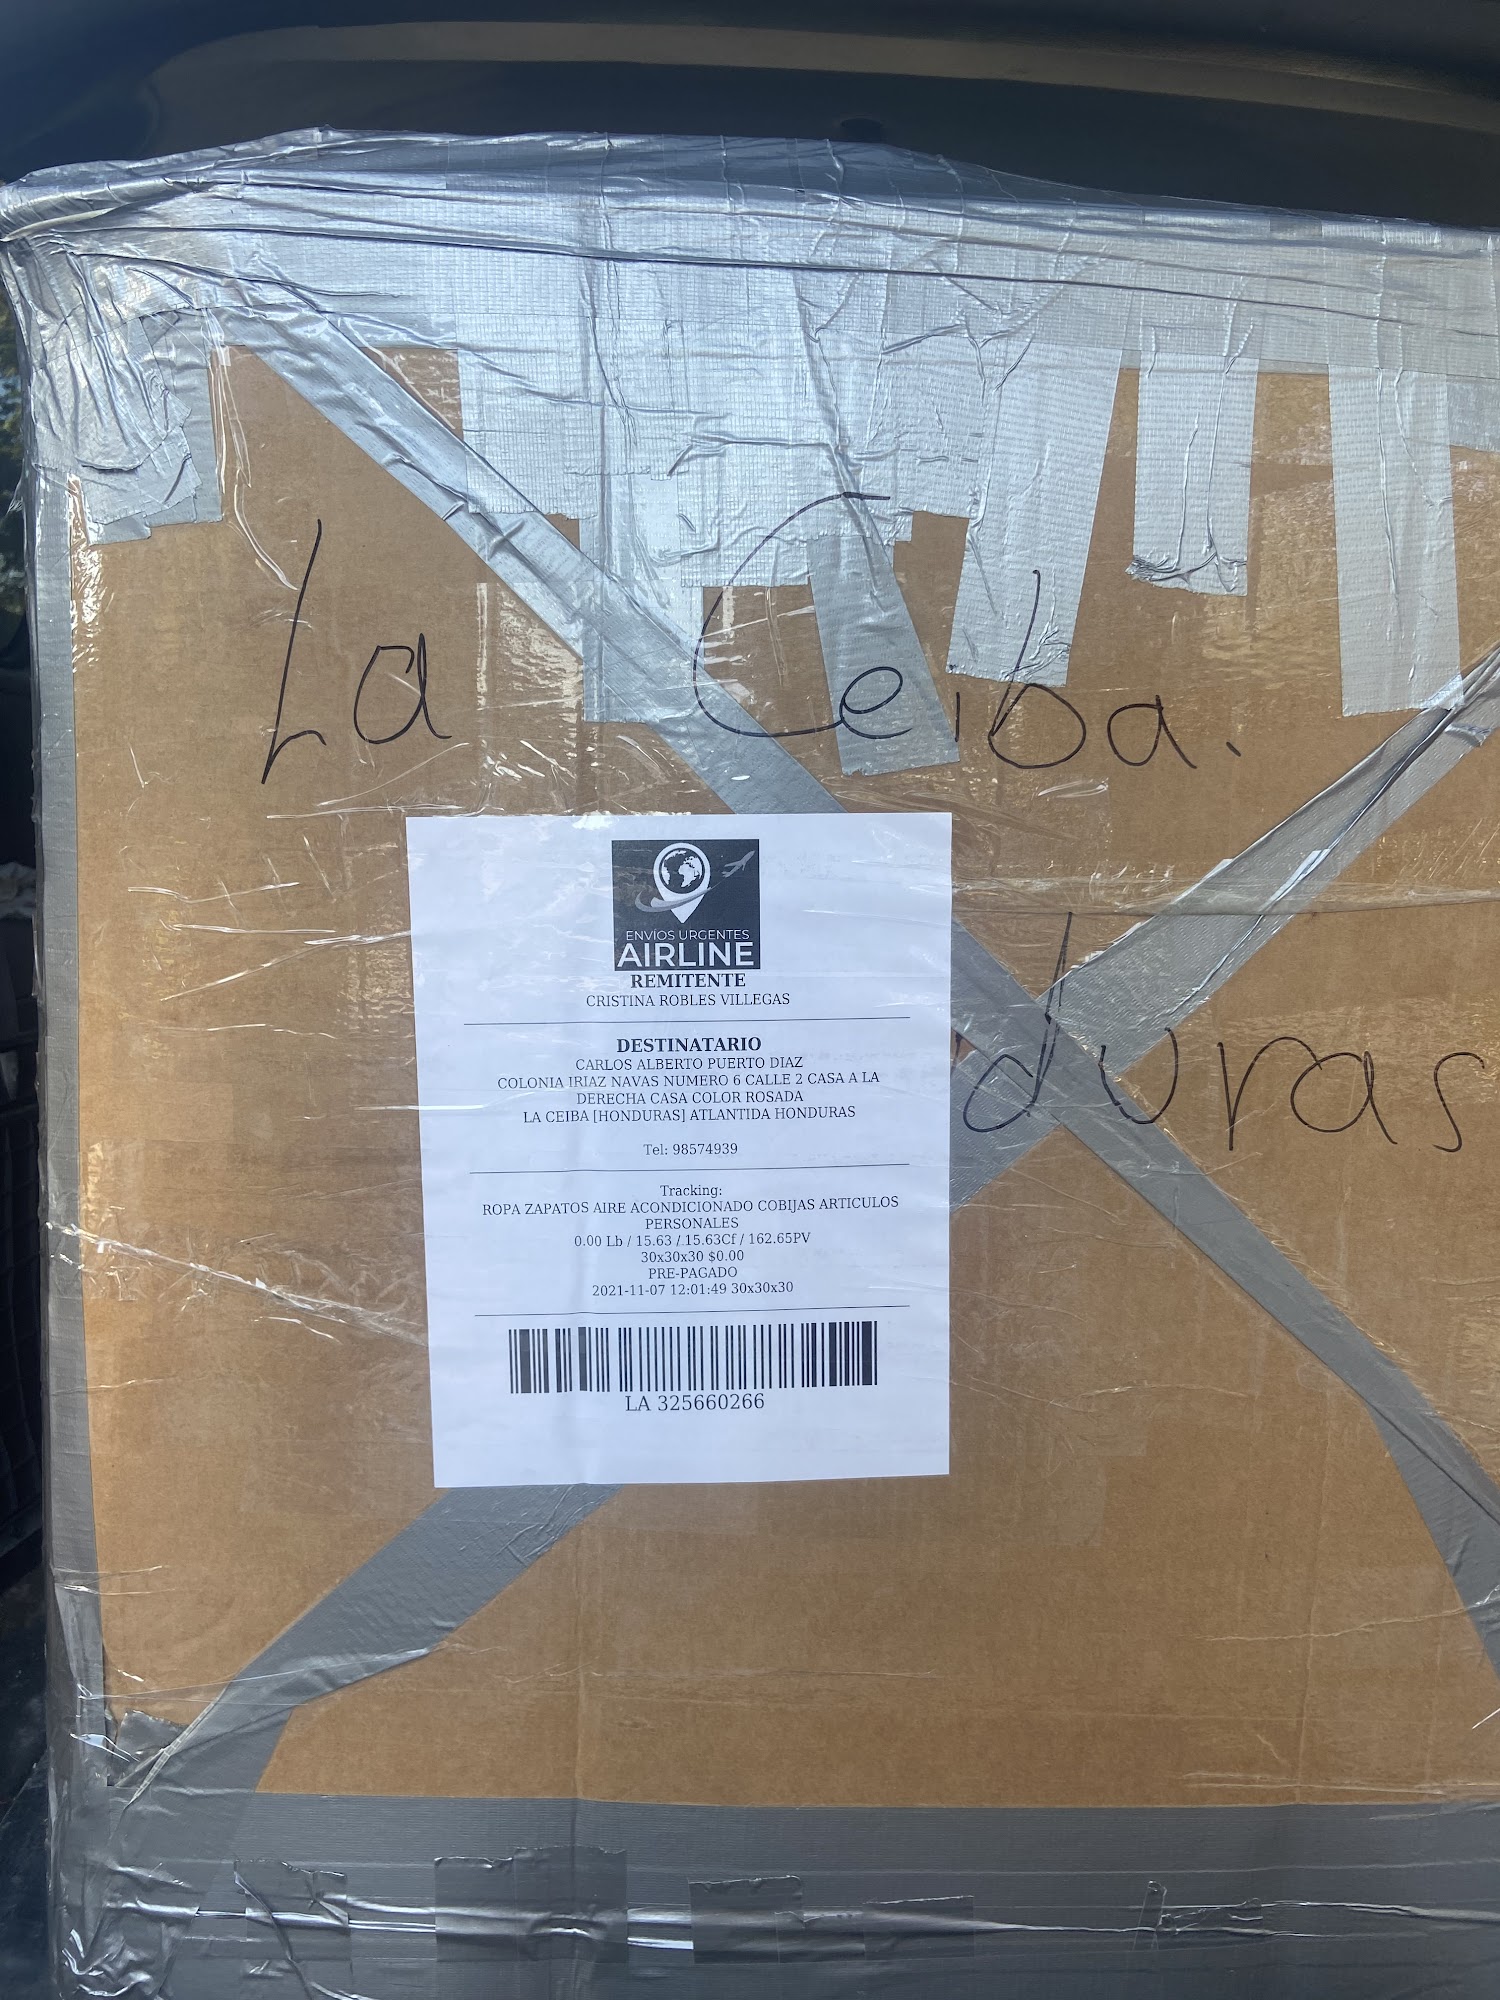 La Ceiba.
ENVÍOS URGENTES
AIRLINE
REMITENTE
CRISTINA ROBLES VILLEGAS
DESTINATARIO
CARLOS ALBERTO PUERTO DIAZ
COLONIA IRIAZ NAVAS NUMERO 6 CALLE 2 CASA A LA
DERECHA CASA COLOR ROSADA
LA CEIBA [HONDURAS] ATLANTIDA HONDURAS
Tel: 98574939
duras
Tracking:
ROPA ZAPATOS AIRE ACONDICIONADO COBIJAS ARTICULOS
PERSONALES
0.00 Lb / 15.63 / 15.63Cf / 162.65PV
30x30x30 $0.00
PRE-PAGADO
2021-11-07 12:01:49 30x30x30
LA 325660266